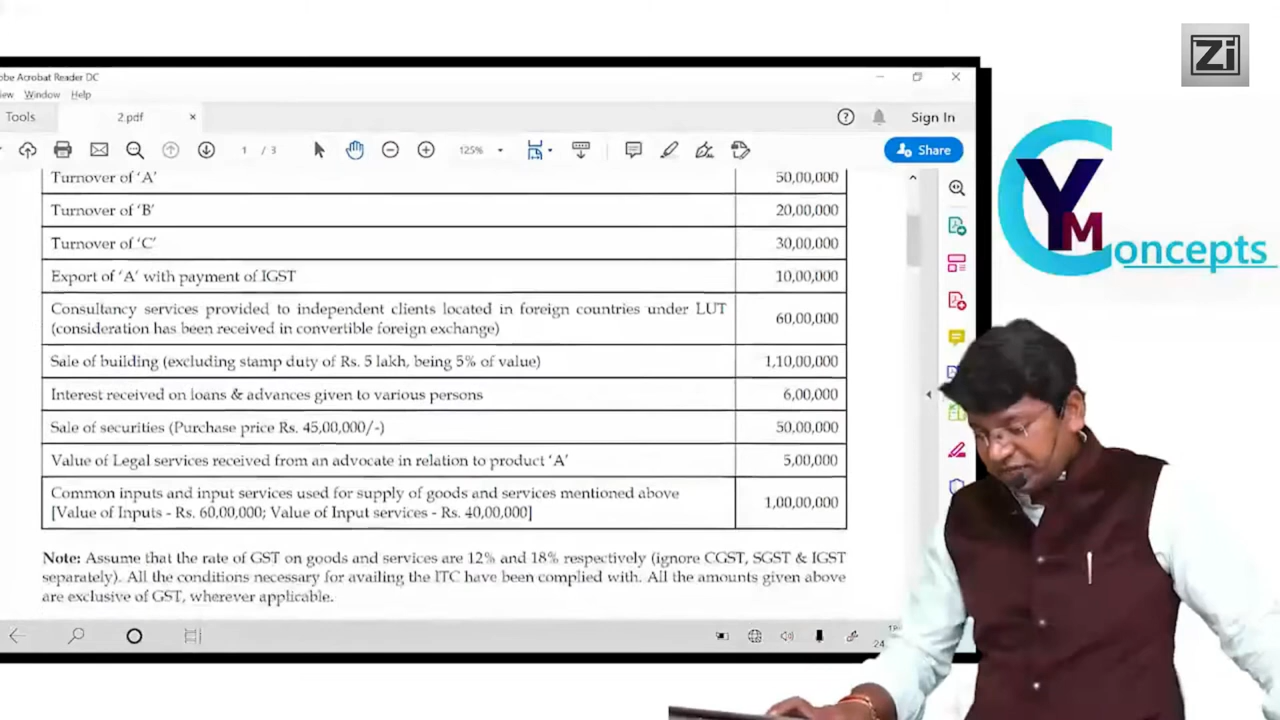 Zi
obe Acrobat Reader DC
iew Window Help
Tools 2.pdf × Sign In
1 / 3 125% Share
Turnover of 'A' 50,00,000
Turnover of 'B' 20,00,000
Turnover of 'C' 30,00,000
Export of 'A' with payment of IGST 10,00,000
Consultancy services provided to independent clients located in foreign countries under LUT
(consideration has been received in convertible foreign exchange) 60,00,000
Sale of building (excluding stamp duty of Rs. 5 lakh, being 5% of value) 1,10,00,000
Interest received on loans & advances given to various persons 6,00,000
Sale of securities (Purchase price Rs. 45,00,000/-) 50,00,000
Value of Legal services received from an advocate in relation to product 'A' 5,00,000
Common inputs and input services used for supply of goods and services mentioned above
[Value of Inputs - Rs. 60,00,000; Value of Input services - Rs. 40,00,000] 1,00,00,000
Note: Assume that the rate of GST on goods and services are 12% and 18% respectively (ignore CGST, SGST & IGST
separately). All the conditions necessary for availing the ITC have been complied with. All the amounts given above
are exclusive of GST, wherever applicable.
YM Concepts